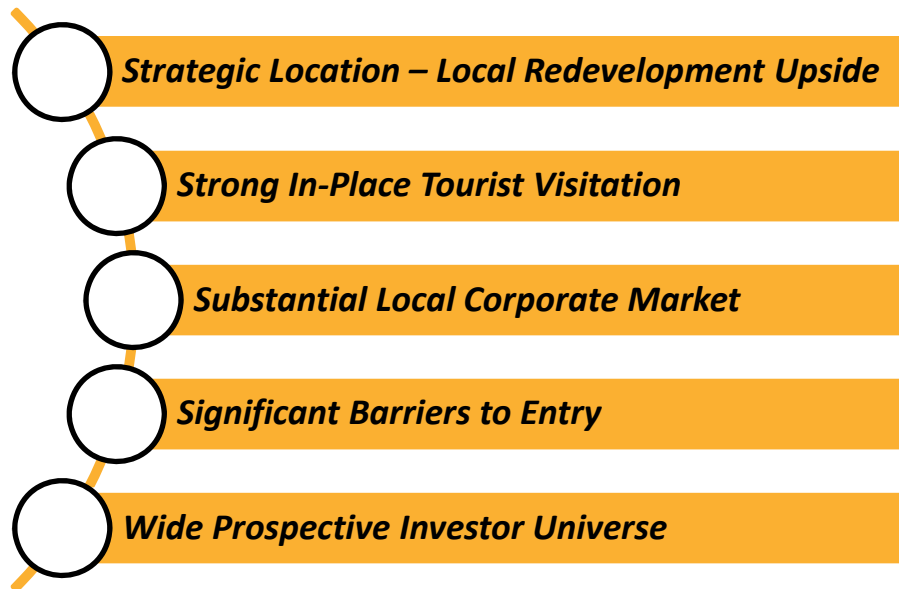 Strategic Location – Local Redevelopment Upside
Strong In-Place Tourist Visitation
Substantial Local Corporate Market
Significant Barriers to Entry
Wide Prospective Investor Universe